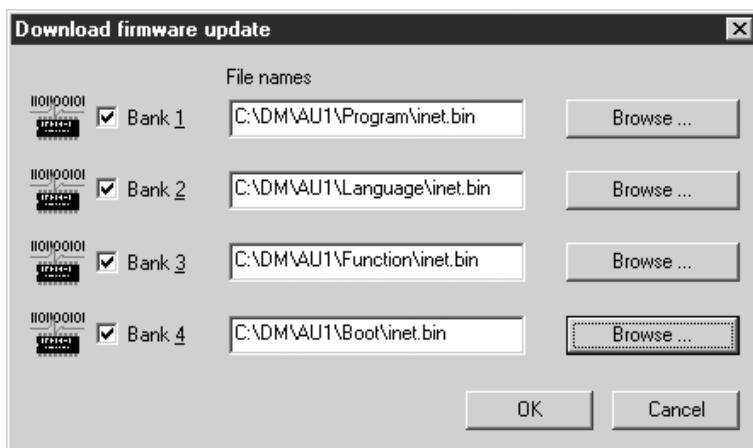 Download firmware update
File names
Bank 1 C:\DM\AU1\Program\inet.bin Browse ...
Bank 2 C:\DM\AU1\Language\inet.bin Browse ...
Bank 3 C:\DM\AU1\Function\inet.bin Browse ...
Bank 4 C:\DM\AU1\Boot\inet.bin Browse ...
OK Cancel